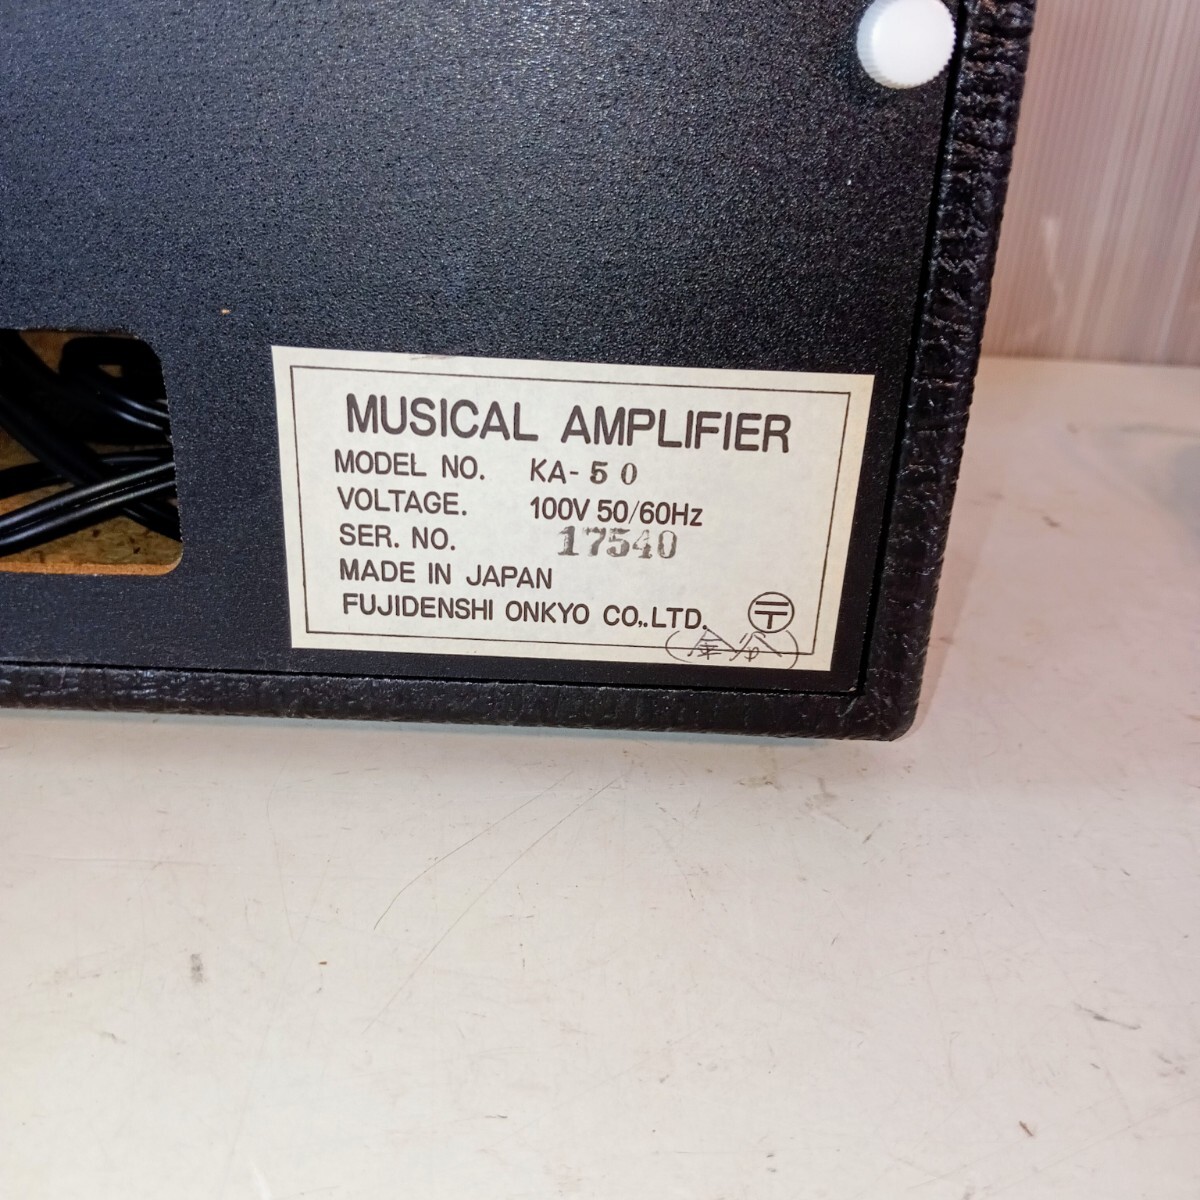 MUSICAL AMPLIFIER
MODEL NO. KA-50
VOLTAGE. 100V 50/60Hz
SER. NO. 17540
MADE IN JAPAN
FUJIDENSHI ONKYO CO,.LTD. 〶